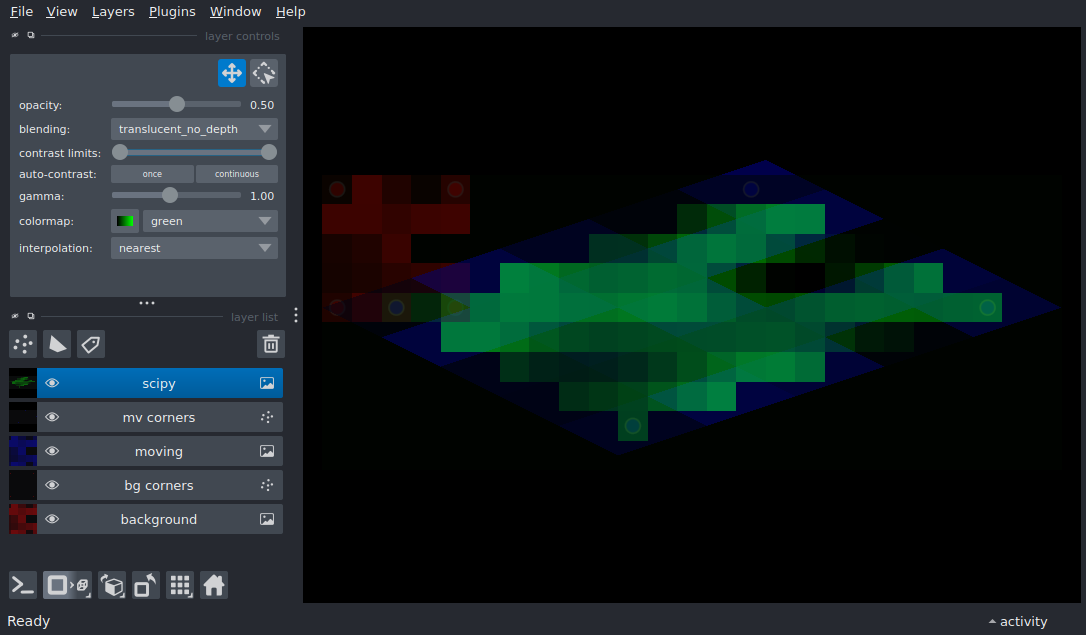 File View Layers Plugins Window Help
layer controls
opacity: 0.50
blending: translucent_no_depth
contrast limits:
auto-contrast: once continuous
gamma: 1.00
colormap: green
interpolation: nearest
layer list
scipy
mv corners
moving
bg corners
background
Ready
activity